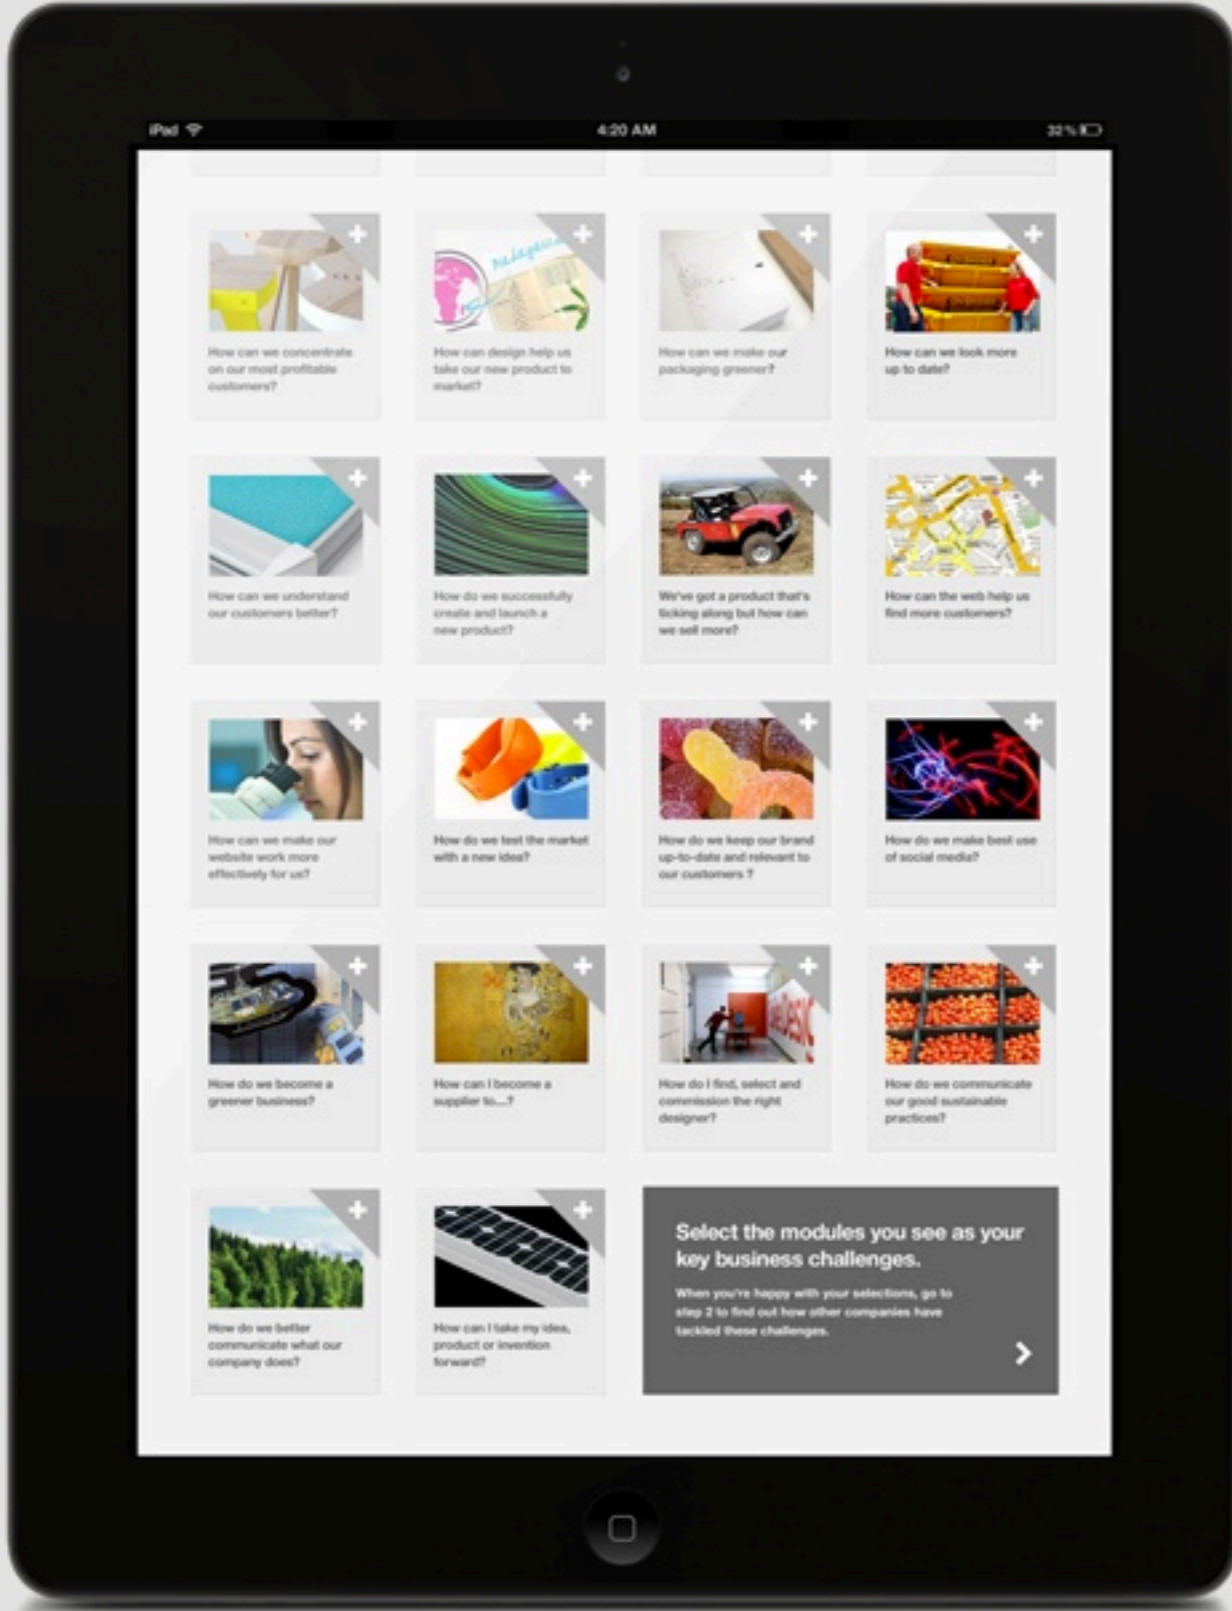 iPad 4:20 AM 32%
madagascar
How can we concentrate
on our most profitable
customers?
How can design help us
take our new product to
market?
How can we make our
packaging greener?
How can we look more
up to date?
How can we understand
our customers better?
How do we successfully
create and launch a
new product?
We've got a product that's
ticking along but how can
we sell more?
How can the web help us
find more customers?
How can we make our
website work more
effectively for us?
How do we test the market
with a new idea?
How do we keep our brand
up-to-date and relevant to
our customers ?
How do we make best use
of social media?
How do we become a
greener business?
How can I become a
supplier to....?
How do I find, select and
commission the right
designer?
How do we communicate
our good sustainable
practices?
How do we better
communicate what our
company does?
How can I take my idea,
product or invention
forward?
Select the modules you see as your
key business challenges.
When you're happy with your selections, go to
step 2 to find out how other companies have
tackled these challenges.